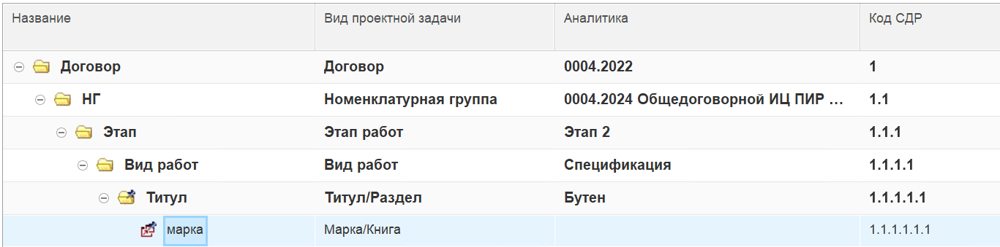 Название Вид проектной задачи Аналитика Код СДР
Договор Договор 0004.2022 1
НГ Номенклатурная группа 0004.2024 Общедоговорной ИЦ ПИР ... 1.1
Этап Этап работ Этап 2 1.1.1
Вид работ Вид работ Спецификация 1.1.1.1
Титул Титул/Раздел Бутен 1.1.1.1.1
марка Марка/Книга 1.1.1.1.1.1